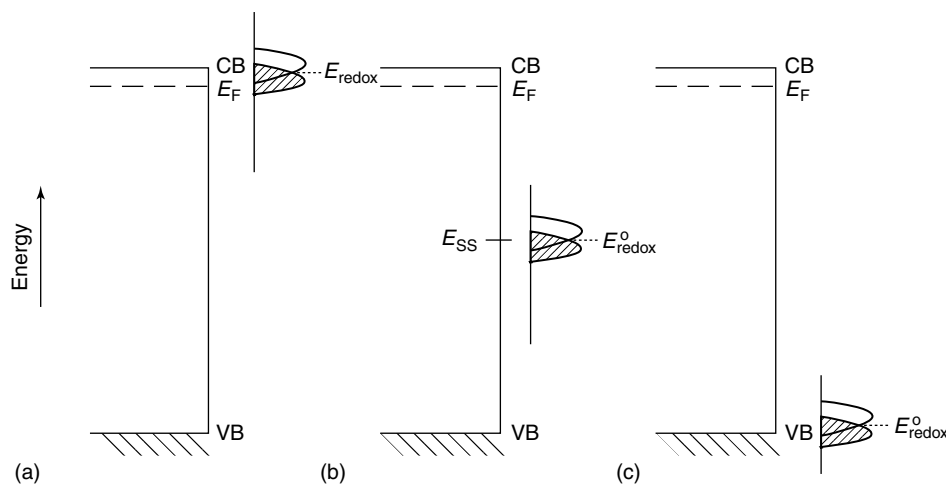 Energy
CB
E_F
E_redox
VB
(a)
CB
E_F
E_SS
E°_redox
VB
(b)
CB
E_F
VB
E°_redox
(c)